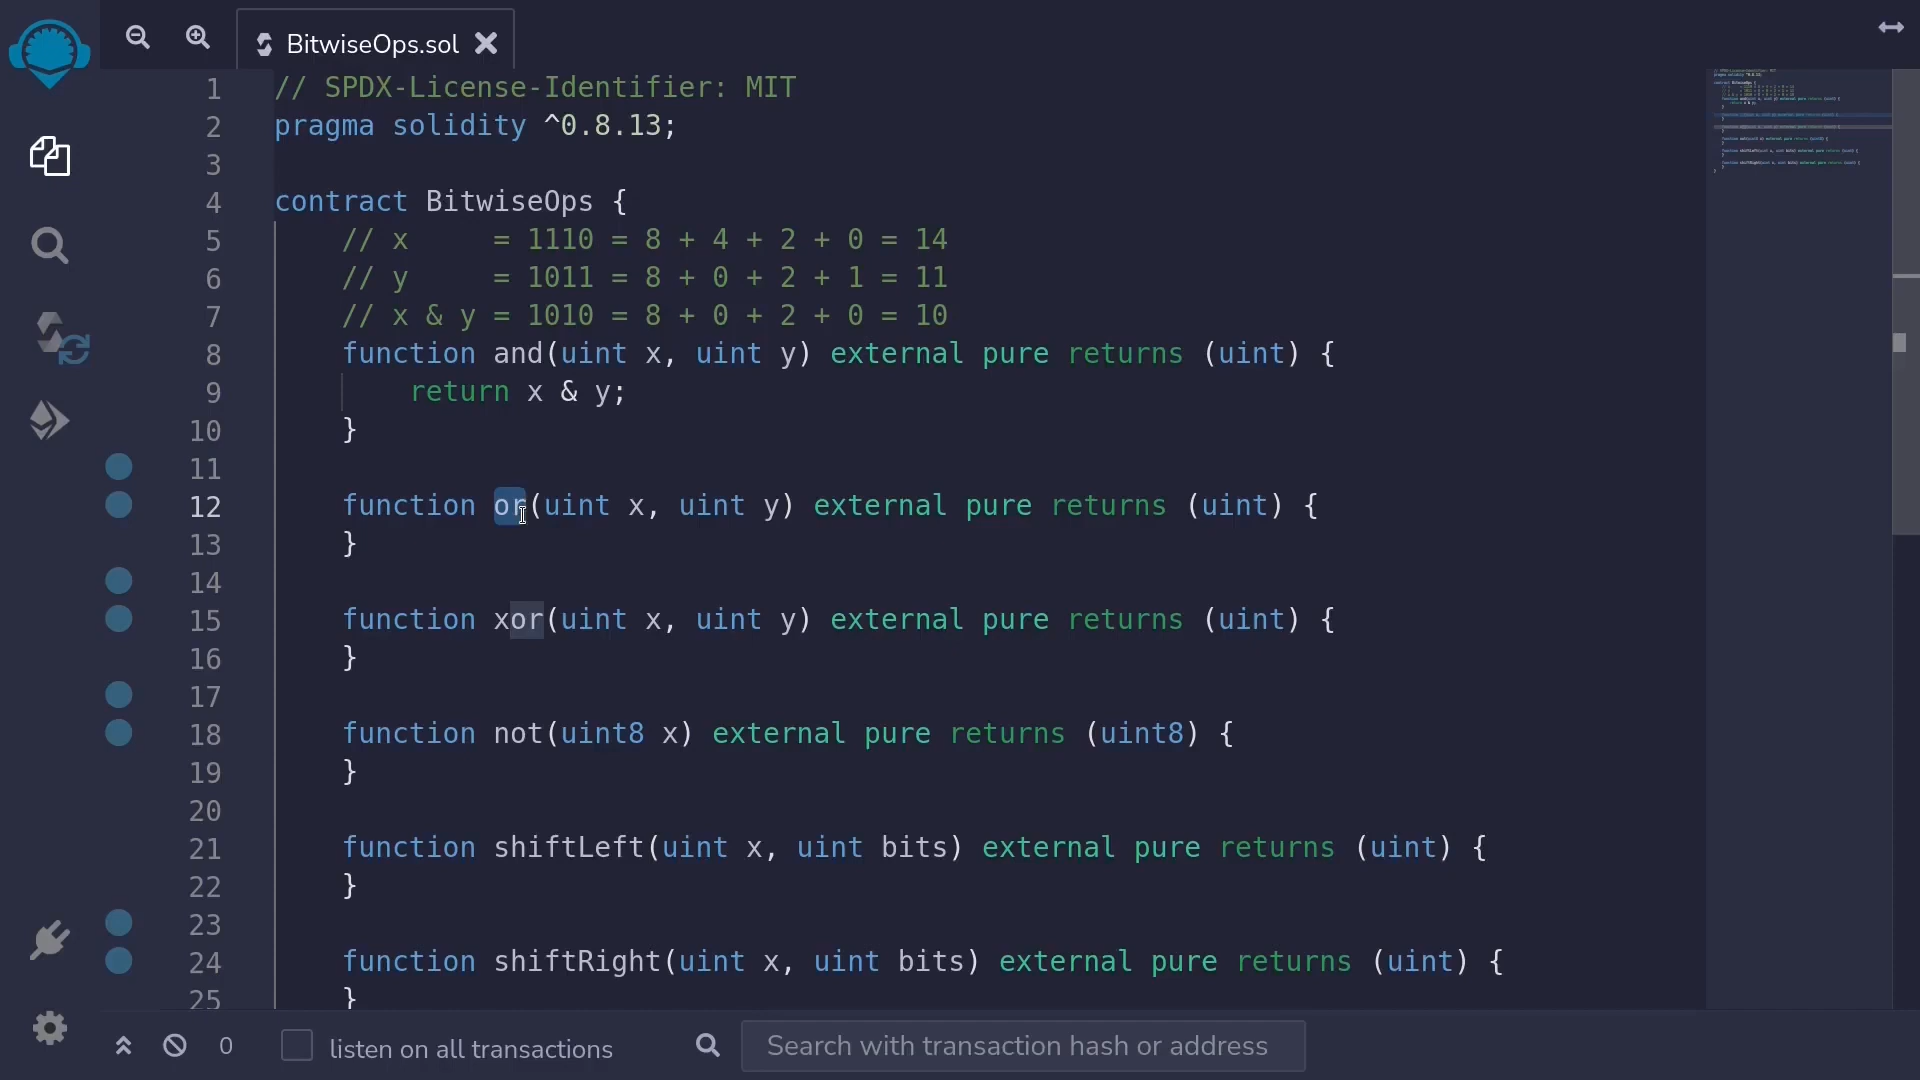 BitwiseOps.sol
1 // SPDX-License-Identifier: MIT
2 pragma solidity ^0.8.13;
3
4 contract BitwiseOps {
5 // x     = 1110 = 8 + 4 + 2 + 0 = 14
6 // y     = 1011 = 8 + 0 + 2 + 1 = 11
7 // x & y = 1010 = 8 + 0 + 2 + 0 = 10
8 function and(uint x, uint y) external pure returns (uint) {
9 return x & y;
10 }
11
12 function or(uint x, uint y) external pure returns (uint) {
13 }
14
15 function xor(uint x, uint y) external pure returns (uint) {
16 }
17
18 function not(uint8 x) external pure returns (uint8) {
19 }
20
21 function shiftLeft(uint x, uint bits) external pure returns (uint) {
22 }
23
24 function shiftRight(uint x, uint bits) external pure returns (uint) {
25 }
0 listen on all transactions Search with transaction hash or address